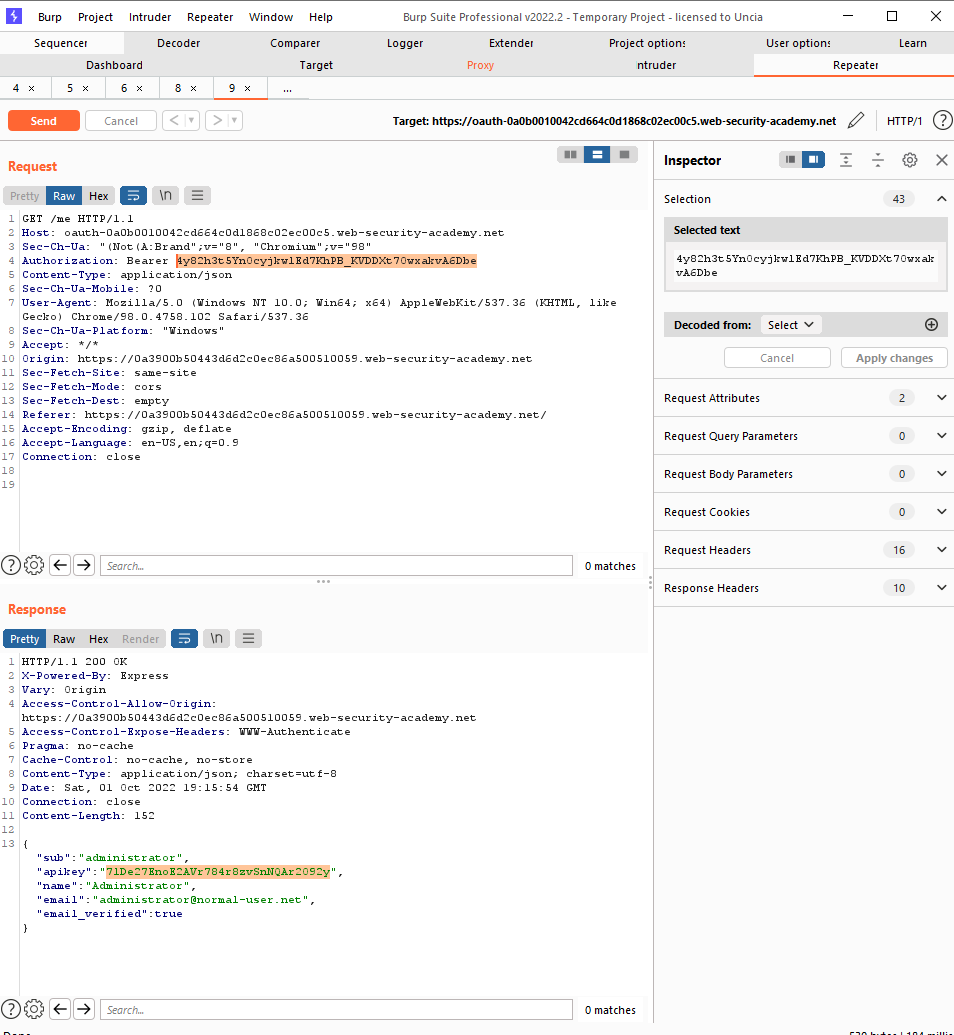 Burp Project Intruder Repeater Window Help Burp Suite Professional v2022.2 - Temporary Project - licensed to Uncia
Sequencer Decoder Comparer Logger Extender Project options User options Learn
Dashboard Target Proxy Intruder Repeater
4 × 5 × 6 × 8 × 9 × ...
Send Cancel < > Target: https://oauth-0a0b0010042cd664c0d1868c02ec00c5.web-security-academy.net HTTP/1 ?
Request
Pretty Raw Hex \n
1 GET /me HTTP/1.1
2 Host: oauth-0a0b0010042cd664c0d1868c02ec00c5.web-security-academy.net
3 Sec-Ch-Ua: "(Not(A:Brand";v="8", "Chromium";v="98"
4 Authorization: Bearer 4y82h3t5Yn0cyjkwlEd7KhPB_KVDDXt70wxakvA6Dbe
5 Content-Type: application/json
6 Sec-Ch-Ua-Mobile: ?0
7 User-Agent: Mozilla/5.0 (Windows NT 10.0; Win64; x64) AppleWebKit/537.36 (KHTML, like
Gecko) Chrome/98.0.4758.102 Safari/537.36
8 Sec-Ch-Ua-Platform: "Windows"
9 Accept: */*
10 Origin: https://0a3900b50443d6d2c0ec86a500510059.web-security-academy.net
11 Sec-Fetch-Site: same-site
12 Sec-Fetch-Mode: cors
13 Sec-Fetch-Dest: empty
14 Referer: https://0a3900b50443d6d2c0ec86a500510059.web-security-academy.net/
15 Accept-Encoding: gzip, deflate
16 Accept-Language: en-US,en;q=0.9
17 Connection: close
18
19
? Search... 0 matches
Response
Pretty Raw Hex Render \n
1 HTTP/1.1 200 OK
2 X-Powered-By: Express
3 Vary: Origin
4 Access-Control-Allow-Origin:
https://0a3900b50443d6d2c0ec86a500510059.web-security-academy.net
5 Access-Control-Expose-Headers: WWW-Authenticate
6 Pragma: no-cache
7 Cache-Control: no-cache, no-store
8 Content-Type: application/json; charset=utf-8
9 Date: Sat, 01 Oct 2022 19:15:54 GMT
10 Connection: close
11 Content-Length: 152
12
13 {
"sub":"administrator",
"apikey":"71De27EnoE2AVr784r8zvSnNQAr2092y",
"name":"Administrator",
"email":"administrator@normal-user.net",
"email_verified":true
}
? Search... 0 matches
Inspector
Selection 43
Selected text
4y82h3t5Yn0cyjkwlEd7KhPB_KVDDXt70wxak
vA6Dbe
Decoded from: Select
Cancel Apply changes
Request Attributes 2
Request Query Parameters 0
Request Body Parameters 0
Request Cookies 0
Request Headers 16
Response Headers 10